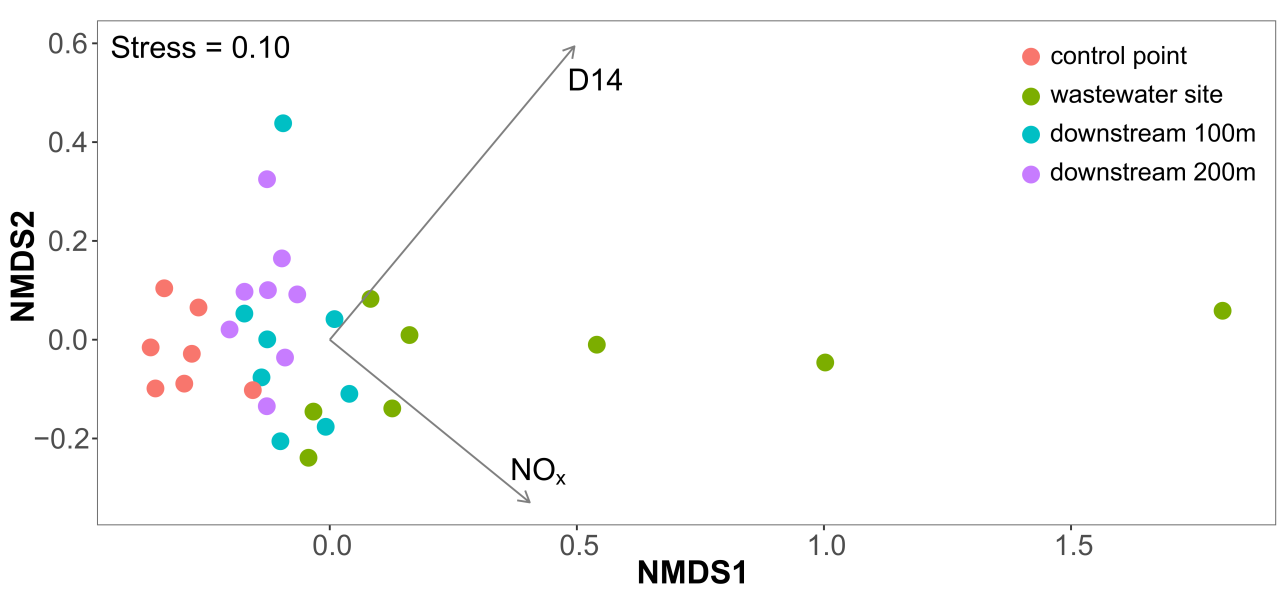 Stress = 0.10
control point
wastewater site
downstream 100m
downstream 200m
D14
NOₓ
NMDS2
0.6
0.4
0.2
0.0
−0.2
0.0
0.5
1.0
1.5
NMDS1